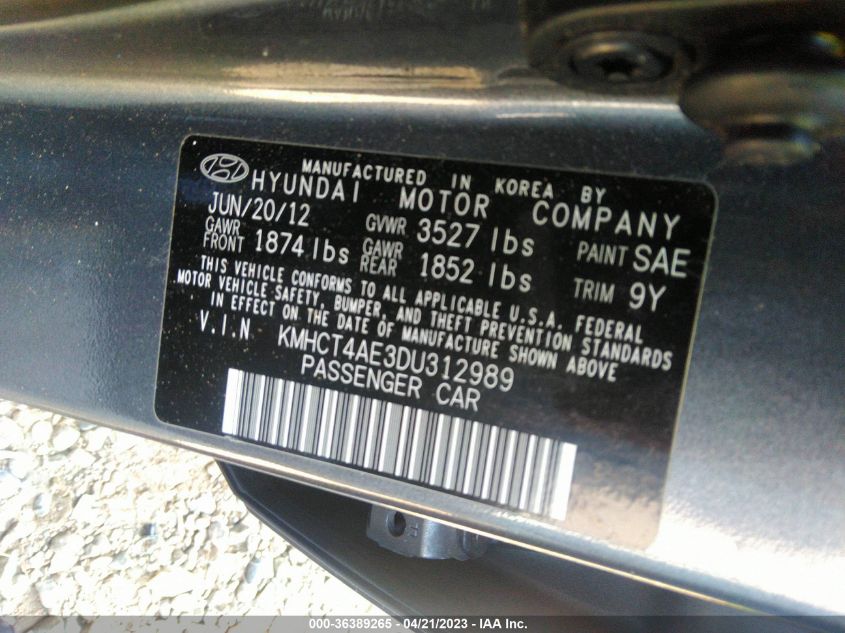 MANUFACTURED IN KOREA BY
HYUNDAI MOTOR COMPANY
JUN/20/12 GVWR 3527 lbs PAINT SAE
GAWR FRONT 1874 lbs GAWR REAR 1852 lbs TRIM 9Y
THIS VEHICLE CONFORMS TO ALL APPLICABLE U.S.A. FEDERAL
MOTOR VEHICLE SAFETY, BUMPER, AND THEFT PREVENTION STANDARDS
IN EFFECT ON THE DATE OF MANUFACTURE SHOWN ABOVE
V.I.N KMHCT4AE3DU312989
PASSENGER CAR
000-36389265 - 04/21/2023 - IAA Inc.